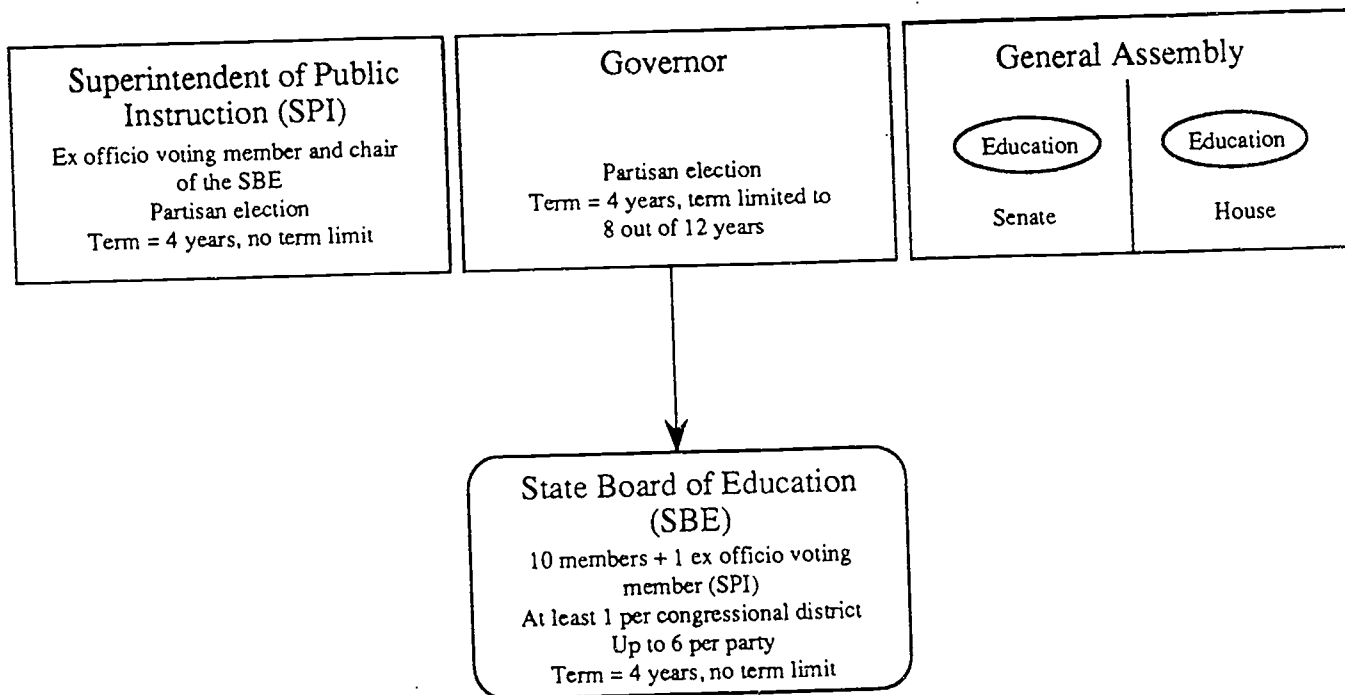 Superintendent of Public
Instruction (SPI)
Ex officio voting member and chair
of the SBE
Partisan election
Term = 4 years, no term limit
Governor
Partisan election
Term = 4 years, term limited to
8 out of 12 years
General Assembly
Education
Education
Senate
House
State Board of Education
(SBE)
10 members + 1 ex officio voting
member (SPI)
At least 1 per congressional district
Up to 6 per party
Term = 4 years, no term limit